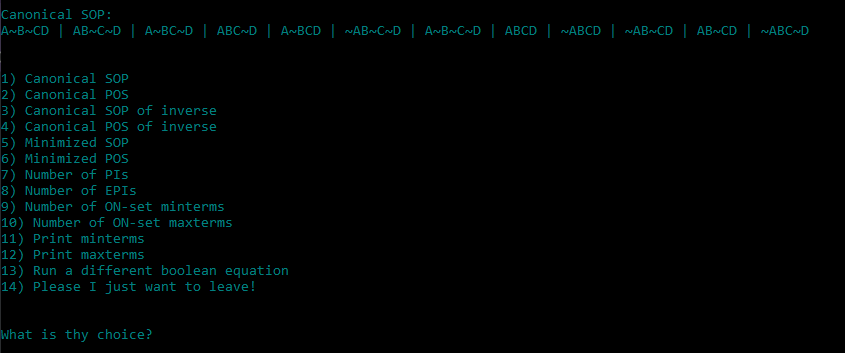 Canonical SOP:
A~B~CD | AB~C~D | A~BC~D | ABC~D | A~BCD | ~AB~C~D | A~B~C~D | ABCD | ~ABCD | ~AB~CD | AB~CD | ~ABC~D
1) Canonical SOP
2) Canonical POS
3) Canonical SOP of inverse
4) Canonical POS of inverse
5) Minimized SOP
6) Minimized POS
7) Number of PIs
8) Number of EPIs
9) Number of ON-set minterms
10) Number of ON-set maxterms
11) Print minterms
12) Print maxterms
13) Run a different boolean equation
14) Please I just want to leave!
What is thy choice?